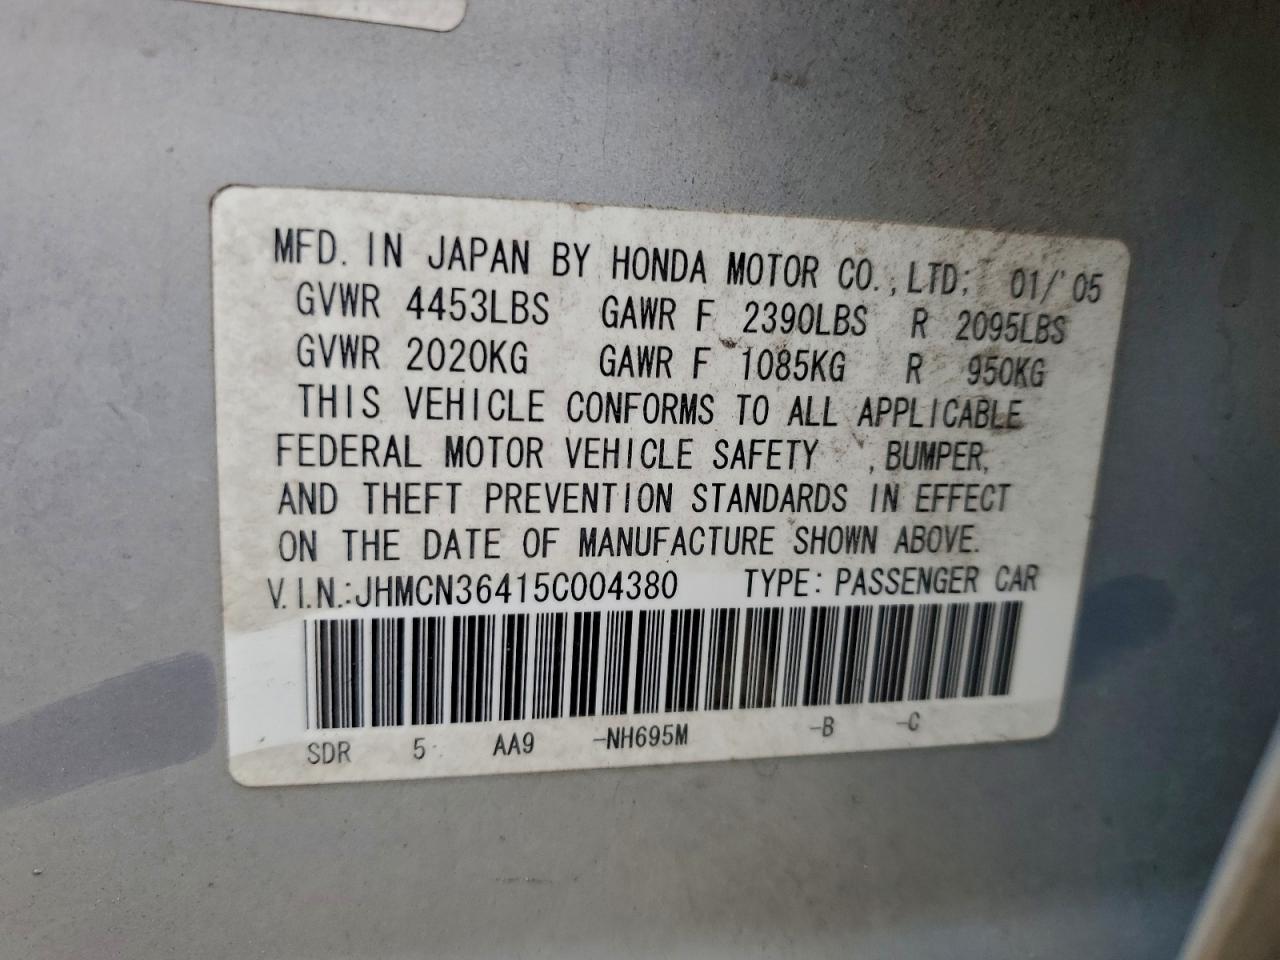 MFD. IN JAPAN BY HONDA MOTOR CO., LTD; 01/'05
GVWR 4453LBS GAWR F 2390LBS R 2095LBS
GVWR 2020KG GAWR F 1085KG R 950KG
THIS VEHICLE CONFORMS TO ALL APPLICABLE
FEDERAL MOTOR VEHICLE SAFETY , BUMPER,
AND THEFT PREVENTION STANDARDS IN EFFECT
ON THE DATE OF MANUFACTURE SHOWN ABOVE.
V.I.N.:JHMCN36415C004380 TYPE: PASSENGER CAR
SDR 5 AA9 -NH695M -B -C